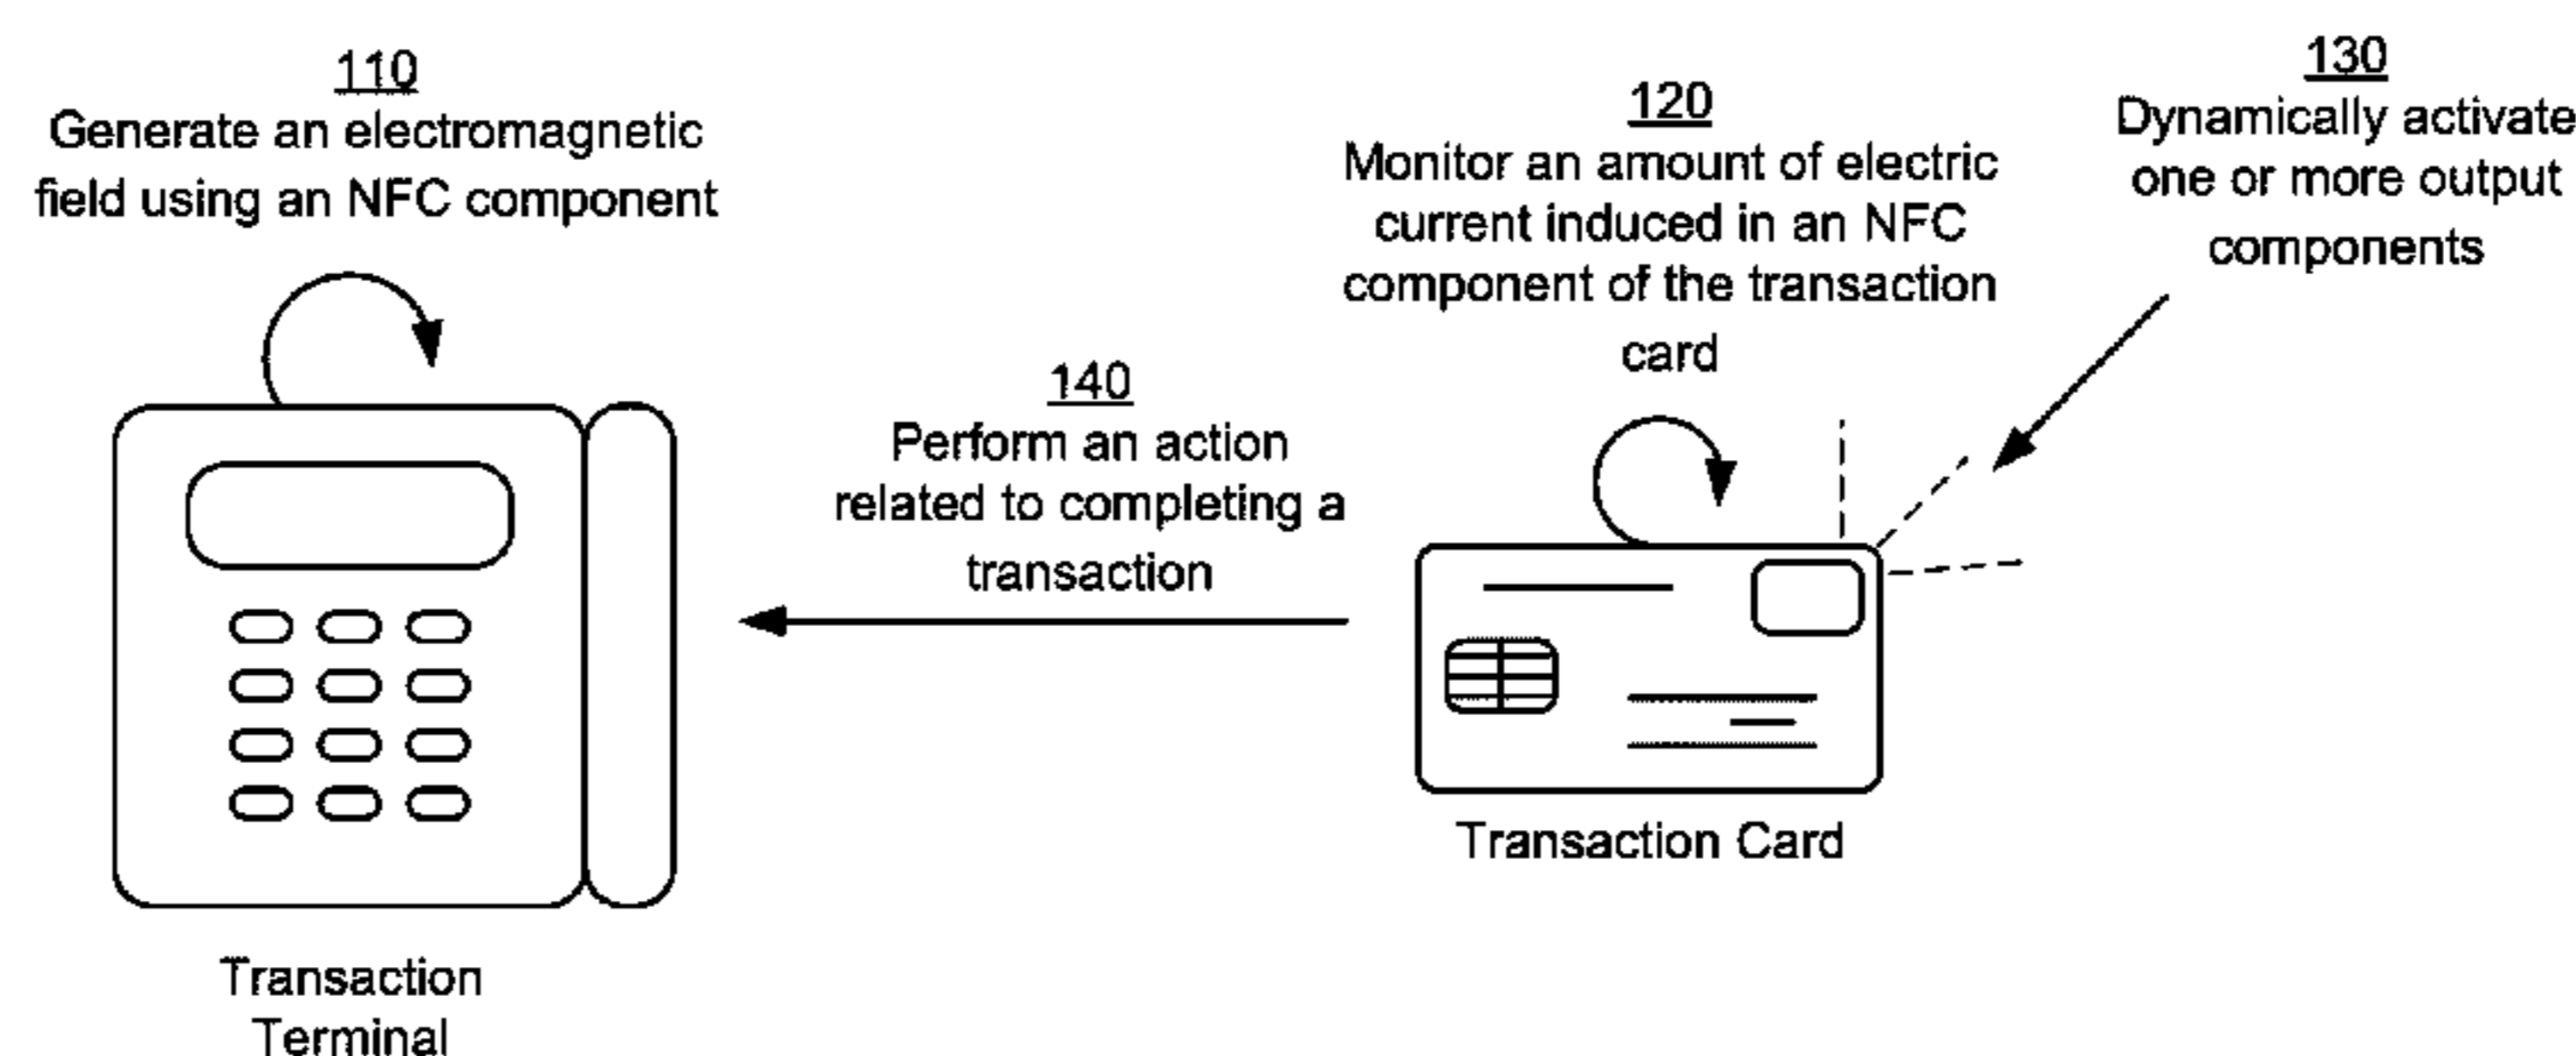 110
Generate an electromagnetic
field using an NFC component
120
Monitor an amount of electric
current induced in an NFC
component of the transaction
card
130
Dynamically activate
one or more output
components
140
Perform an action
related to completing a
transaction
Transaction Card
Transaction
Terminal